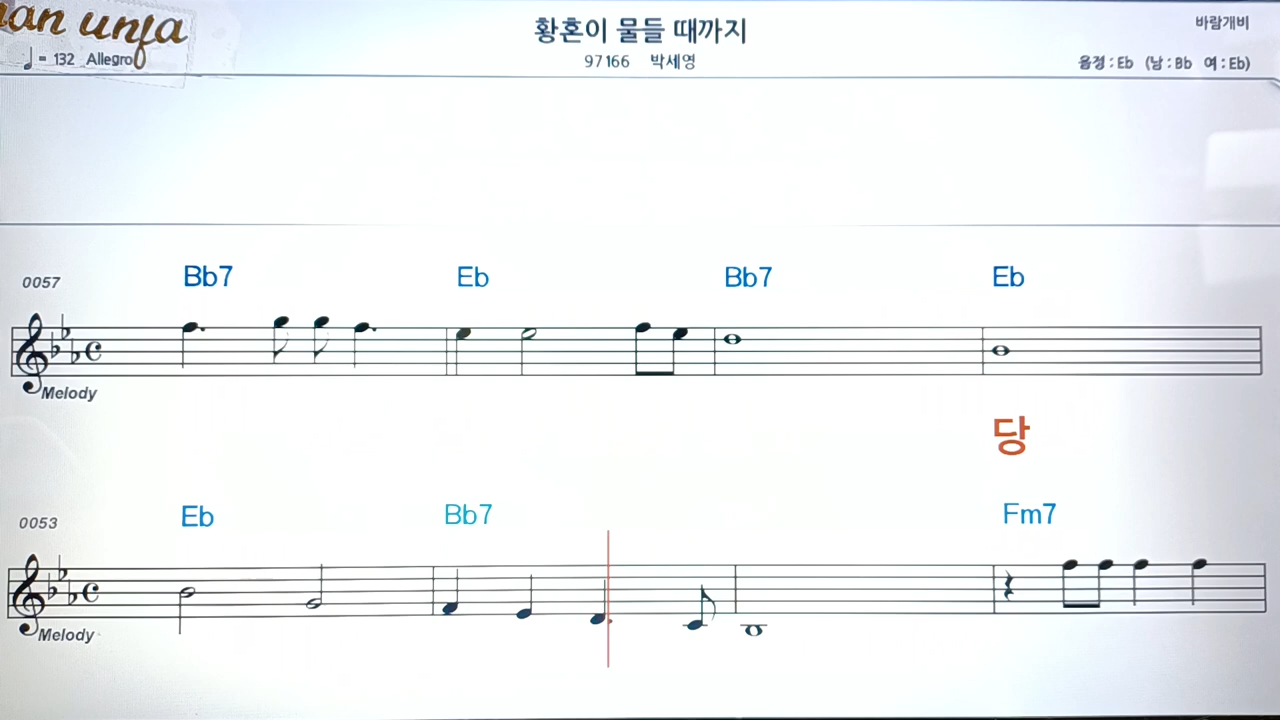 an unja
황혼이 물들 때까지
바람개비
= 132 Allegro
97166 박세영
음정 : Eb (남 : Bb 여 : Eb)
0057
Bb7 Eb Bb7 Eb
Melody
당
0053
Eb Bb7 Fm7
Melody